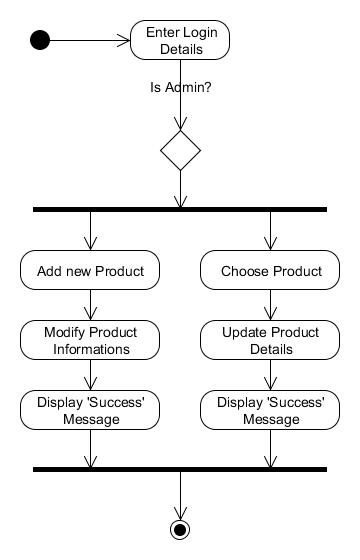 Enter Login
Details
Is Admin?
Add new Product
Choose Product
Modify Product
Informations
Update Product
Details
Display 'Success'
Message
Display 'Success'
Message